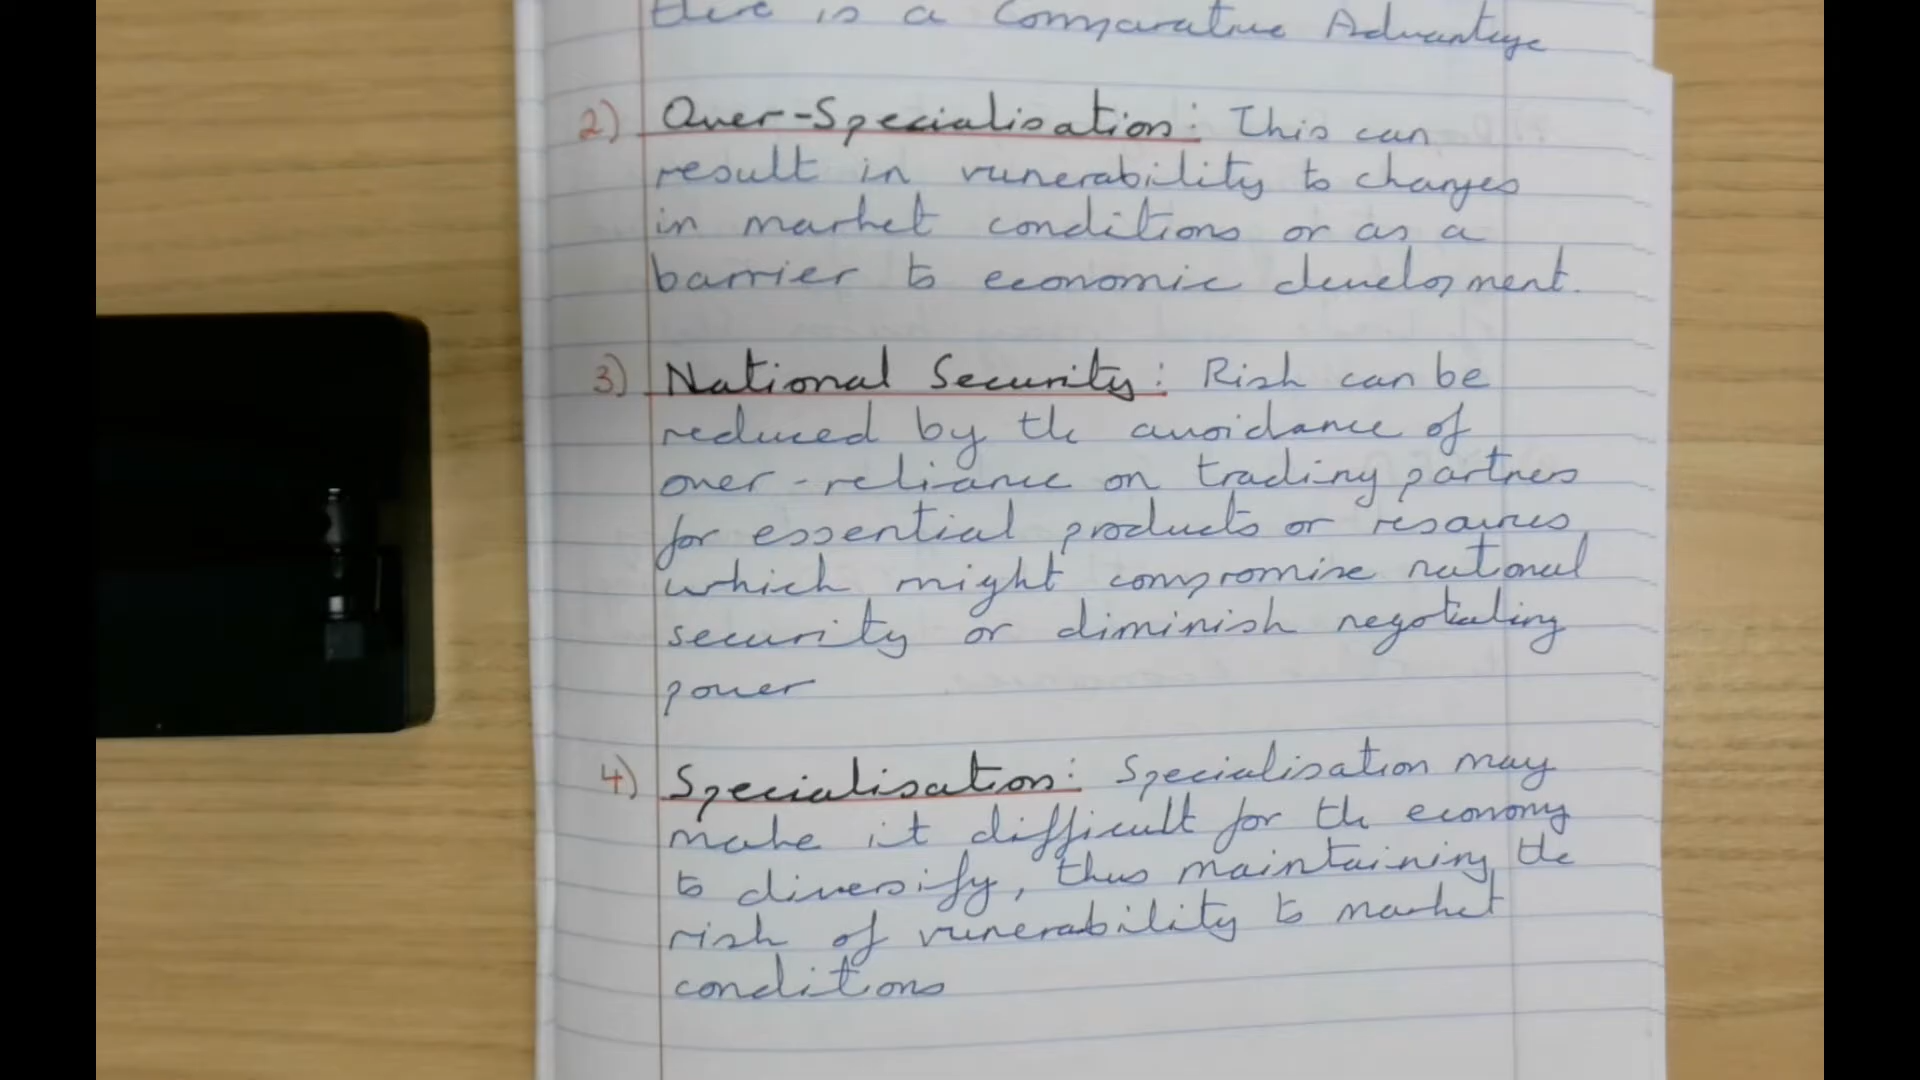 there is a Comparative Advantage
2) Over-Specialisation: This can
result in vunerability to changes
in market conditions or as a
barrier to economic development.
3) National Security: Risk can be
reduced by the avoidance of
over-reliance on trading partners
for essential products or resources
which might compromise national
security or diminish negotiating
power
4) Specialisation: Specialisation may
make it difficult for the economy
to diversify, thus maintaining the
risk of vunerability to market
conditions